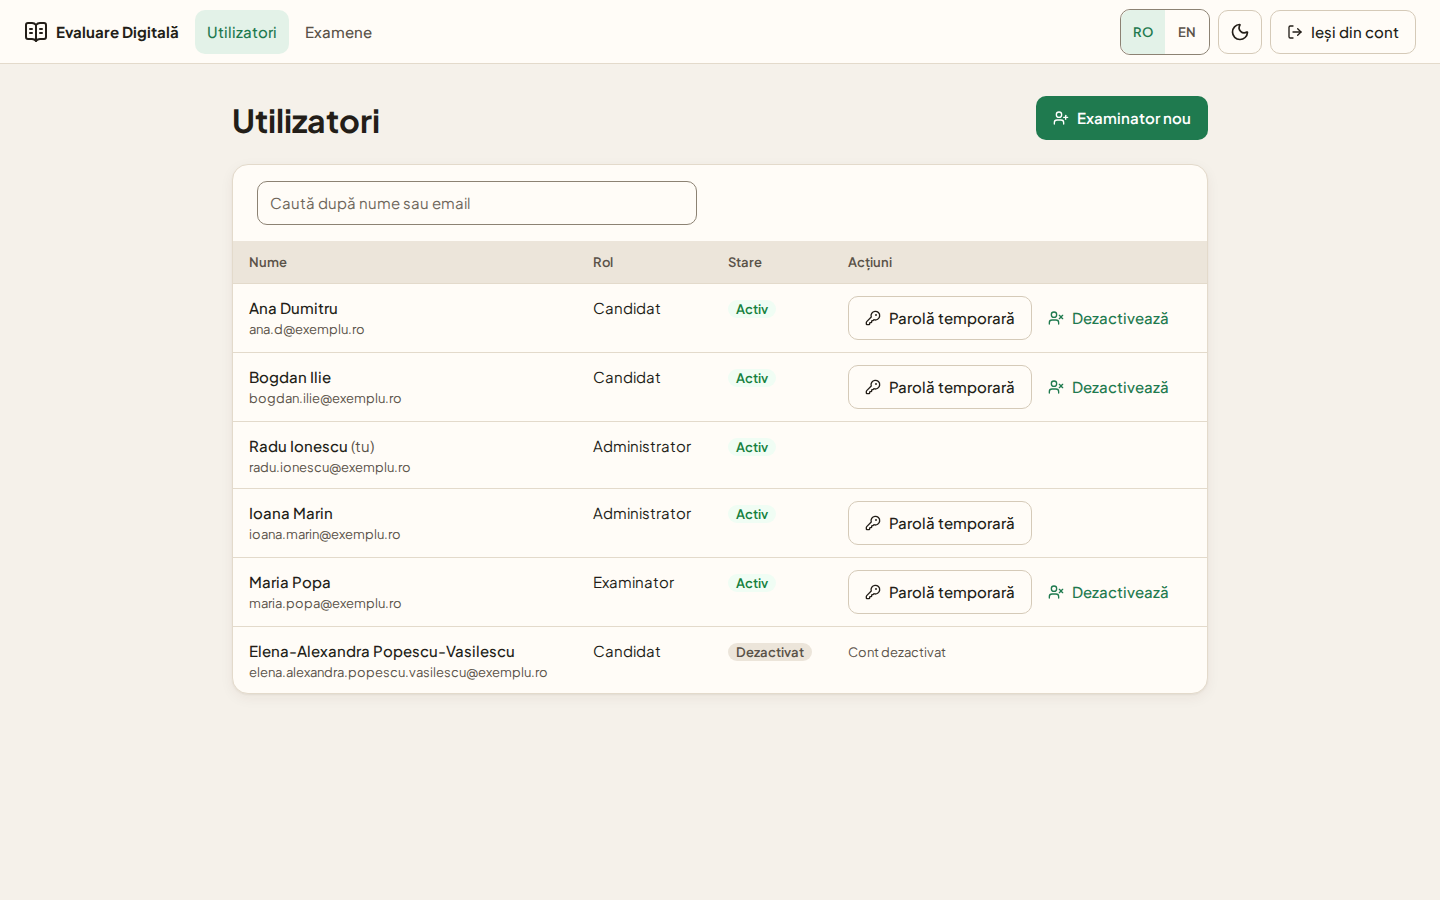 Evaluare Digitală Utilizatori Examene RO EN Ieși din cont
Utilizatori Examinator nou
Caută după nume sau email
Nume Rol Stare Acțiuni
Ana Dumitru Candidat Activ Parolă temporară Dezactivează
ana.d@exemplu.ro
Bogdan Ilie Candidat Activ Parolă temporară Dezactivează
bogdan.ilie@exemplu.ro
Radu Ionescu (tu) Administrator Activ
radu.ionescu@exemplu.ro
Ioana Marin Administrator Activ Parolă temporară
ioana.marin@exemplu.ro
Maria Popa Examinator Activ Parolă temporară Dezactivează
maria.popa@exemplu.ro
Elena-Alexandra Popescu-Vasilescu Candidat Dezactivat Cont dezactivat
elena.alexandra.popescu.vasilescu@exemplu.ro